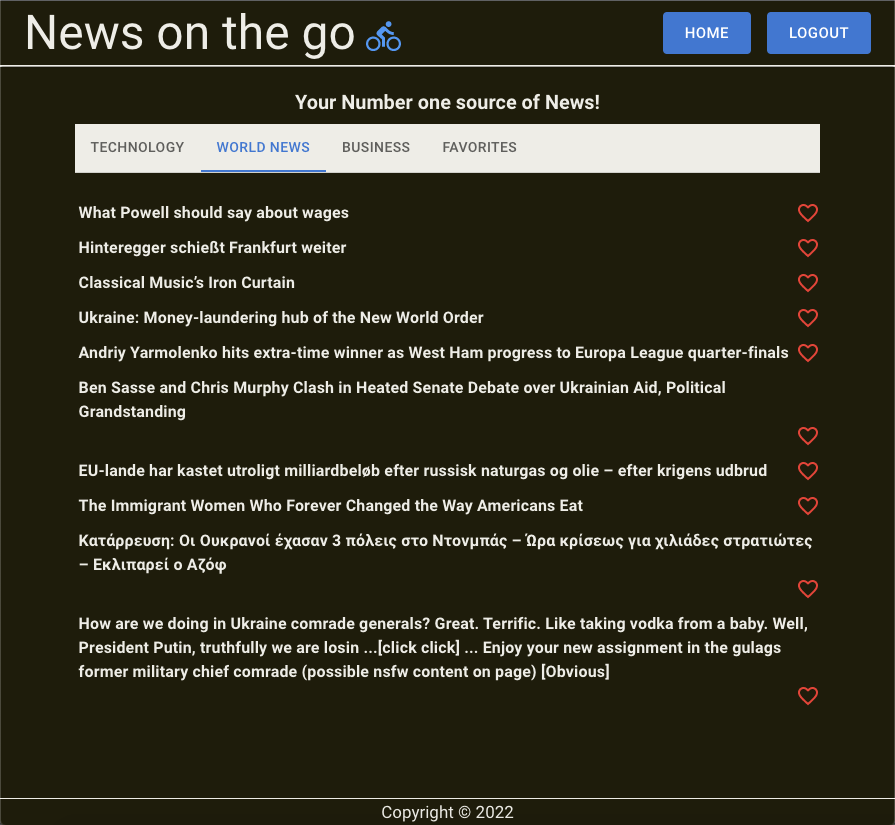 News on the go
HOME
LOGOUT
Your Number one source of News!
TECHNOLOGY
WORLD NEWS
BUSINESS
FAVORITES
What Powell should say about wages
Hinteregger schießt Frankfurt weiter
Classical Music’s Iron Curtain
Ukraine: Money-laundering hub of the New World Order
Andriy Yarmolenko hits extra-time winner as West Ham progress to Europa League quarter-finals
Ben Sasse and Chris Murphy Clash in Heated Senate Debate over Ukrainian Aid, Political
Grandstanding
EU-lande har kastet utroligt milliardbeløb efter russisk naturgas og olie – efter krigens udbrud
The Immigrant Women Who Forever Changed the Way Americans Eat
Κατάρρευση: Οι Ουκρανοί έχασαν 3 πόλεις στο Ντονμπάς – Ώρα κρίσεως για χιλιάδες στρατιώτες
– Εκλιπαρεί ο Αζόφ
How are we doing in Ukraine comrade generals? Great. Terrific. Like taking vodka from a baby. Well,
President Putin, truthfully we are losin ...[click click] ... Enjoy your new assignment in the gulags
former military chief comrade (possible nsfw content on page) [Obvious]
Copyright © 2022